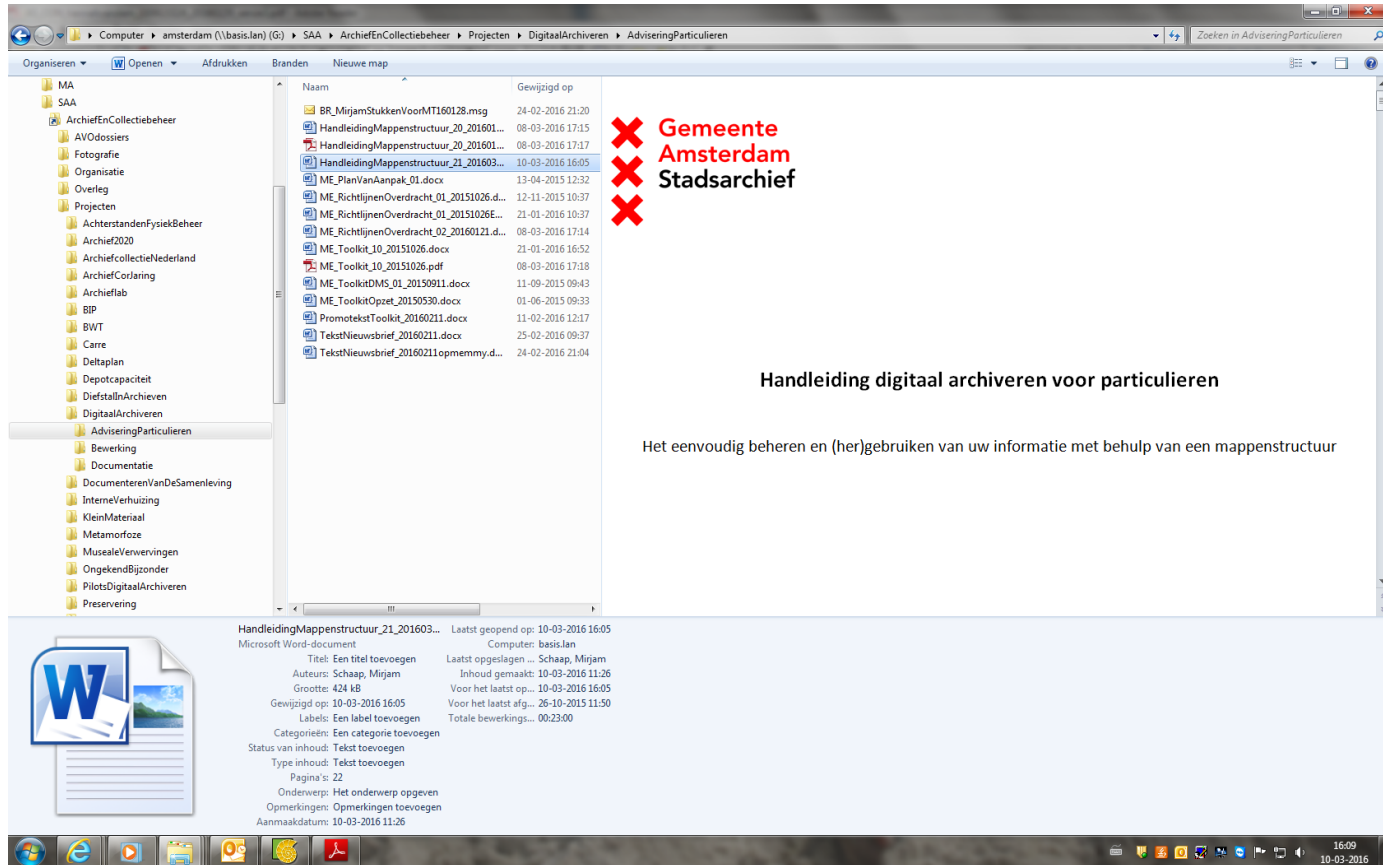 Computer ▸ amsterdam (\\basis.lan) (G:) ▸ SAA ▸ ArchiefEnCollectiebeheer ▸ Projecten ▸ DigitaalArchiveren ▸ AdviseringParticulieren
Zoeken in AdviseringParticulieren
Organiseren Openen Afdrukken Branden Nieuwe map
MA
SAA
ArchiefEnCollectiebeheer
AVOdossiers
Fotografie
Organisatie
Overleg
Projecten
AchterstandenFysiekBeheer
Archief2020
ArchiefcollectieNederland
ArchiefCorJaring
Archieflab
BIP
BWT
Carre
Deltaplan
Depotcapaciteit
DiefstalInArchieven
DigitaalArchiveren
AdviseringParticulieren
Bewerking
Documentatie
DocumenterenVanDeSamenleving
InterneVerhuizing
KleinMateriaal
Metamorfoze
MusealeVerwervingen
OngekendBijzonder
PilotsDigitaalArchiveren
Preservering
Naam Gewijzigd op
BR_MirjamStukkenVoorMT160128.msg 24-02-2016 21:20
HandleidingMappenstructuur_20_201601... 08-03-2016 17:15
HandleidingMappenstructuur_20_201601... 08-03-2016 17:17
HandleidingMappenstructuur_21_201603... 10-03-2016 16:05
ME_PlanVanAanpak_01.docx 13-04-2015 12:32
ME_RichtlijnenOverdracht_01_20151026.d... 12-11-2015 10:37
ME_RichtlijnenOverdracht_01_20151026E... 21-01-2016 10:37
ME_RichtlijnenOverdracht_02_20160121.d... 08-03-2016 17:14
ME_Toolkit_10_20151026.docx 21-01-2016 16:52
ME_Toolkit_10_20151026.pdf 08-03-2016 17:18
ME_ToolkitDMS_01_20150911.docx 11-09-2015 09:43
ME_ToolkitOpzet_20150530.docx 01-06-2015 09:33
PromotekstToolkit_20160211.docx 11-02-2016 12:17
TekstNieuwsbrief_20160211.docx 25-02-2016 09:37
TekstNieuwsbrief_20160211opmemmy.d... 24-02-2016 21:04
Gemeente
Amsterdam
Stadsarchief
Handleiding digitaal archiveren voor particulieren
Het eenvoudig beheren en (her)gebruiken van uw informatie met behulp van een mappenstructuur
HandleidingMappenstructuur_21_201603... Laatst geopend op: 10-03-2016 16:05
Microsoft Word-document Computer: basis.lan
Titel: Een titel toevoegen Laatst opgeslagen ... Schaap, Mirjam
Auteurs: Schaap, Mirjam Inhoud gemaakt: 10-03-2016 11:26
Grootte: 424 kB Voor het laatst op... 10-03-2016 16:05
Gewijzigd op: 10-03-2016 16:05 Voor het laatst afg... 26-10-2015 11:50
Labels: Een label toevoegen Totale bewerkings... 00:23:00
Categorieën: Een categorie toevoegen
Status van inhoud: Tekst toevoegen
Type inhoud: Tekst toevoegen
Pagina's: 22
Onderwerp: Het onderwerp opgeven
Opmerkingen: Opmerkingen toevoegen
Aanmaakdatum: 10-03-2016 11:26
16:09
10-03-2016